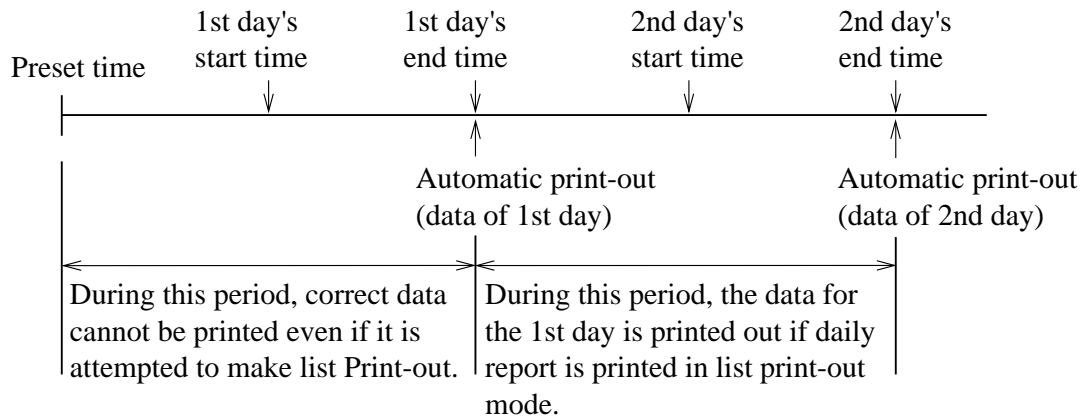 1st day's
start time
1st day's
end time
2nd day's
start time
2nd day's
end time
Preset time
Automatic print-out
(data of 1st day)
Automatic print-out
(data of 2nd day)
During this period, correct data
cannot be printed even if it is
attempted to make list Print-out.
During this period, the data for
the 1st day is printed out if daily
report is printed in list print-out
mode.